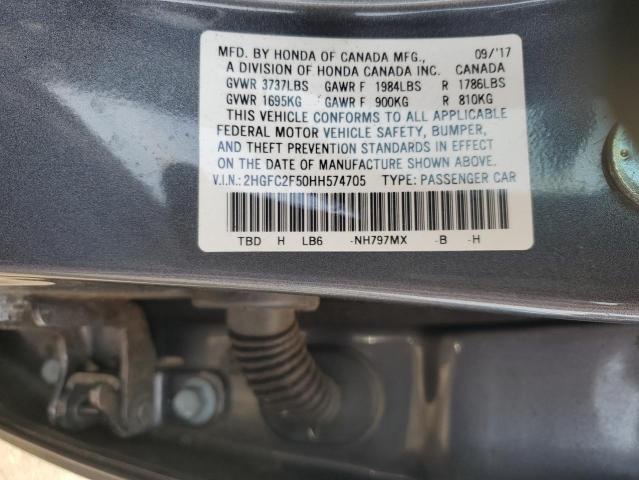 MFD. BY HONDA OF CANADA MFG., 09/'17
A DIVISION OF HONDA CANADA INC. CANADA
GVWR 3737LBS GAWR F 1984LBS R 1786LBS
GVWR 1695KG GAWR F 900KG R 810KG
THIS VEHICLE CONFORMS TO ALL APPLICABLE
FEDERAL MOTOR VEHICLE SAFETY, BUMPER,
AND THEFT PREVENTION STANDARDS IN EFFECT
ON THE DATE OF MANUFACTURE SHOWN ABOVE.
V.I.N.: 2HGFC2F50HH574705 TYPE: PASSENGER CAR
TBD H LB6 -NH797MX -B -H